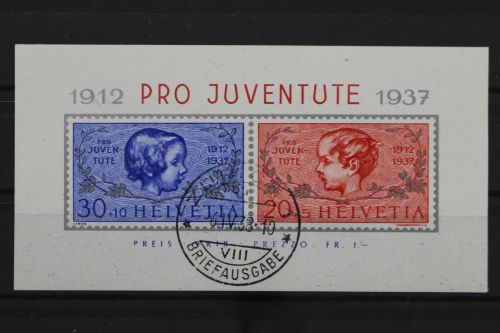 1912 PRO JUVENTUTE 1937
PRO
JUVEN-
TUTE
1912
1937
30+10 HELVETIA
PRO
JUVEN-
TUTE
1912
1937
20+5 HELVETIA
PREIS - PRIX - PREZZO: FR. 1.—
VIII
BRIEFAUSGABE